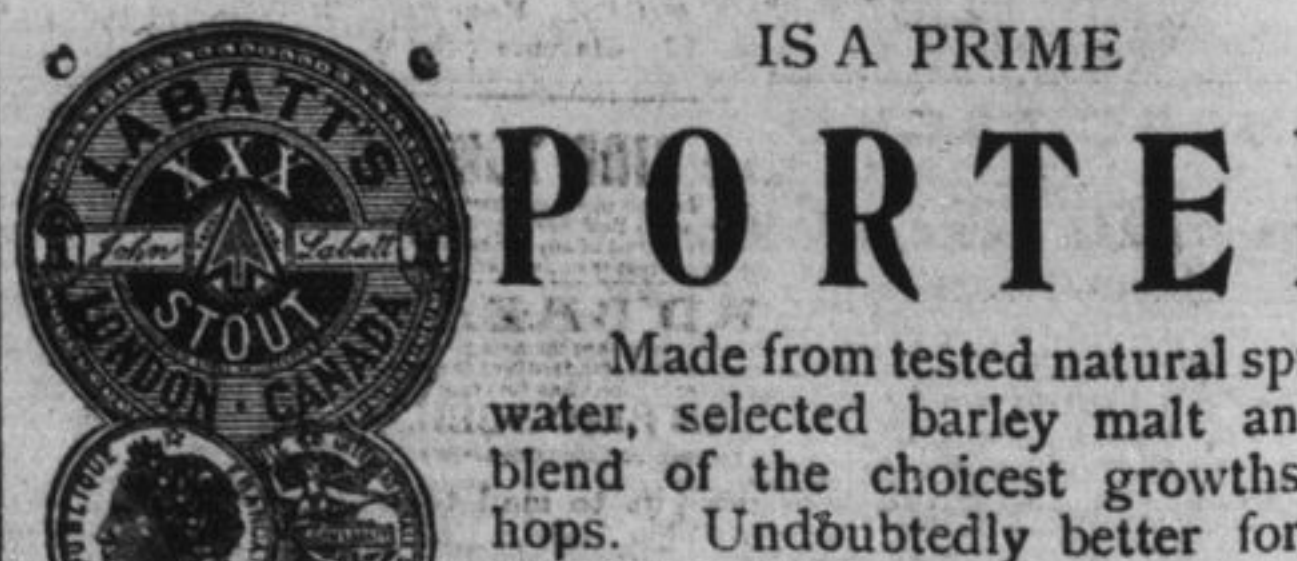 IS A PRIME
PORTE
Made from tested natural sp
water, selected barley malt an
blend of the choicest growths
hops. Undoubtedly better for
LABATT'S
XXX
John Labatt
STOUT
LONDON · CANADA